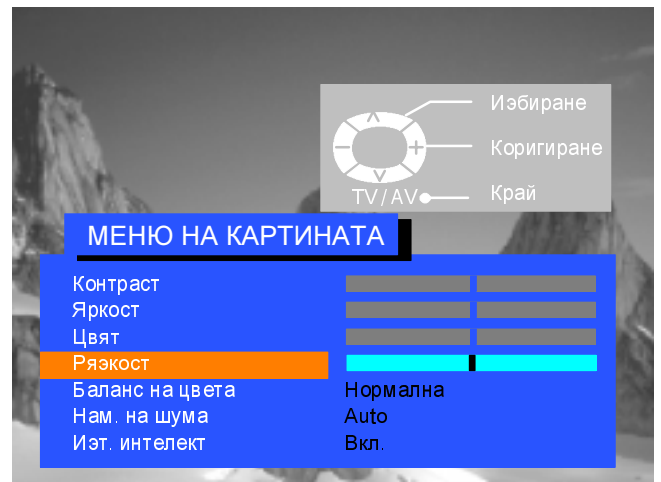 Иэбиране
Коригиране
TV/AV Край
МЕНЮ НА КАРТИНАТА
Контраст
Яркост
Цвят
Ряэкост
Баланс на цвета Нормална
Нам. на шума Auto
Иэт. интелект Вкл.